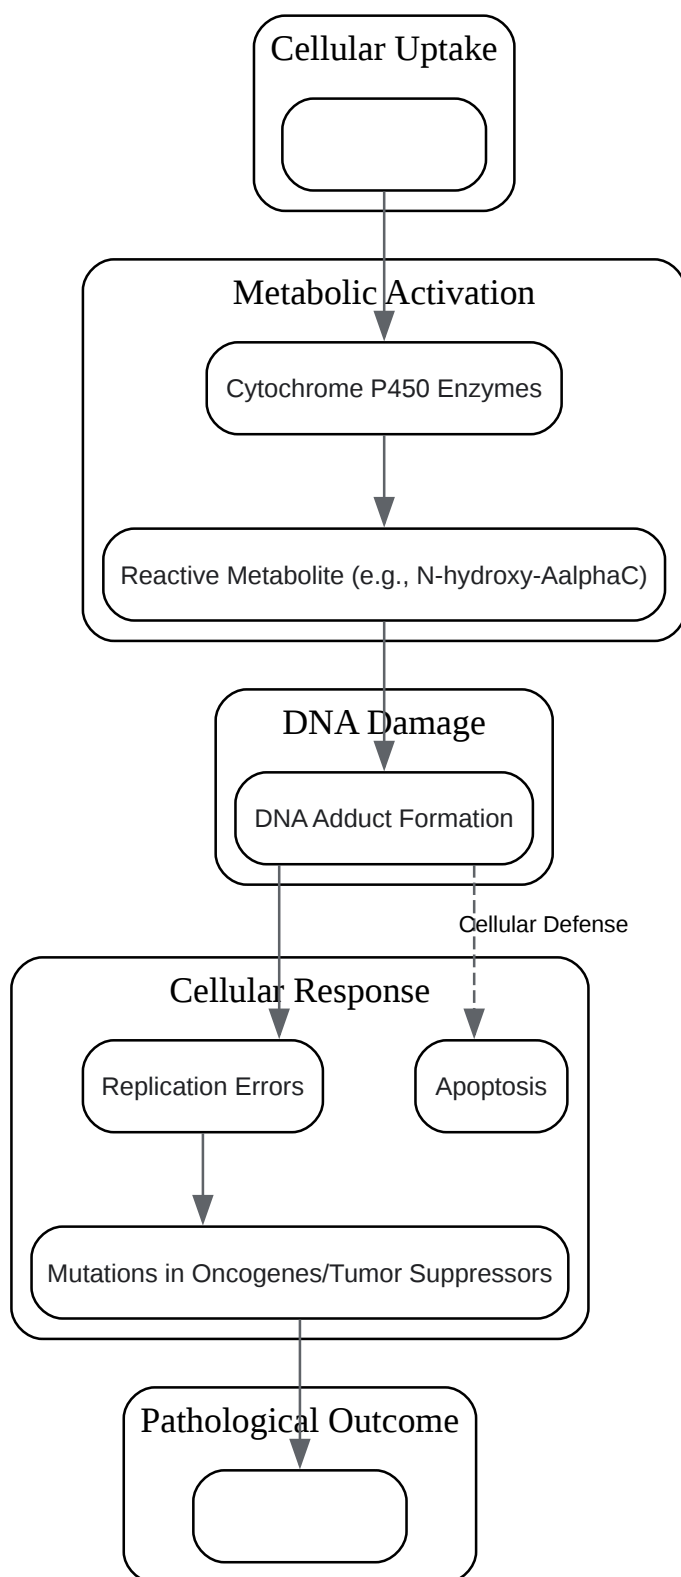 Cellular Uptake
Metabolic Activation
Cytochrome P450 Enzymes
Reactive Metabolite (e.g., N-hydroxy-AalphaC)
DNA Damage
DNA Adduct Formation
Cellular Defense
Cellular Response
Replication Errors
Apoptosis
Mutations in Oncogenes/Tumor Suppressors
Pathological Outcome